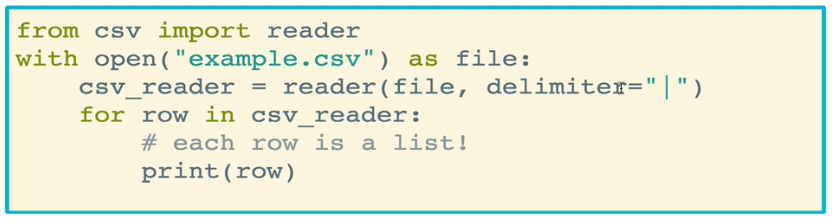 from csv import reader
with open("example.csv") as file:
    csv_reader = reader(file, delimiter="|")
    for row in csv_reader:
        # each row is a list!
        print(row)